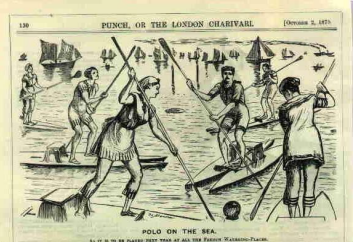 130 PUNCH, OR THE LONDON CHARIVARI. [OCTOBER 2, 1875.
POLO ON THE SEA.
AS IT IS TO BE PLAYED NEXT YEAR AT ALL THE FRENCH WATERING-PLACES.